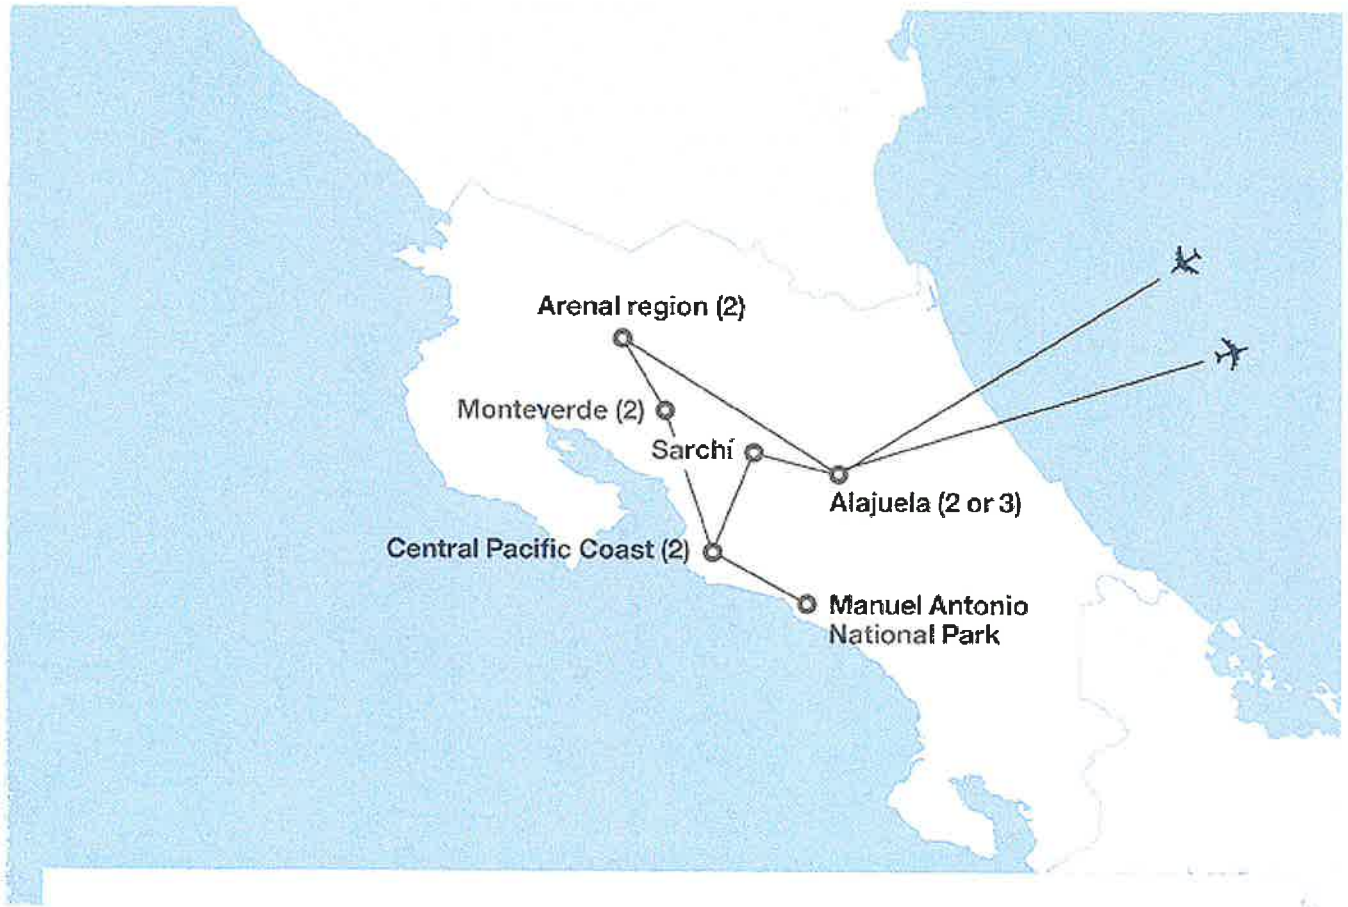 Arenal region (2)
Monteverde (2)
Sarchí
Alajuela (2 or 3)
Central Pacific Coast (2)
Manuel Antonio
National Park